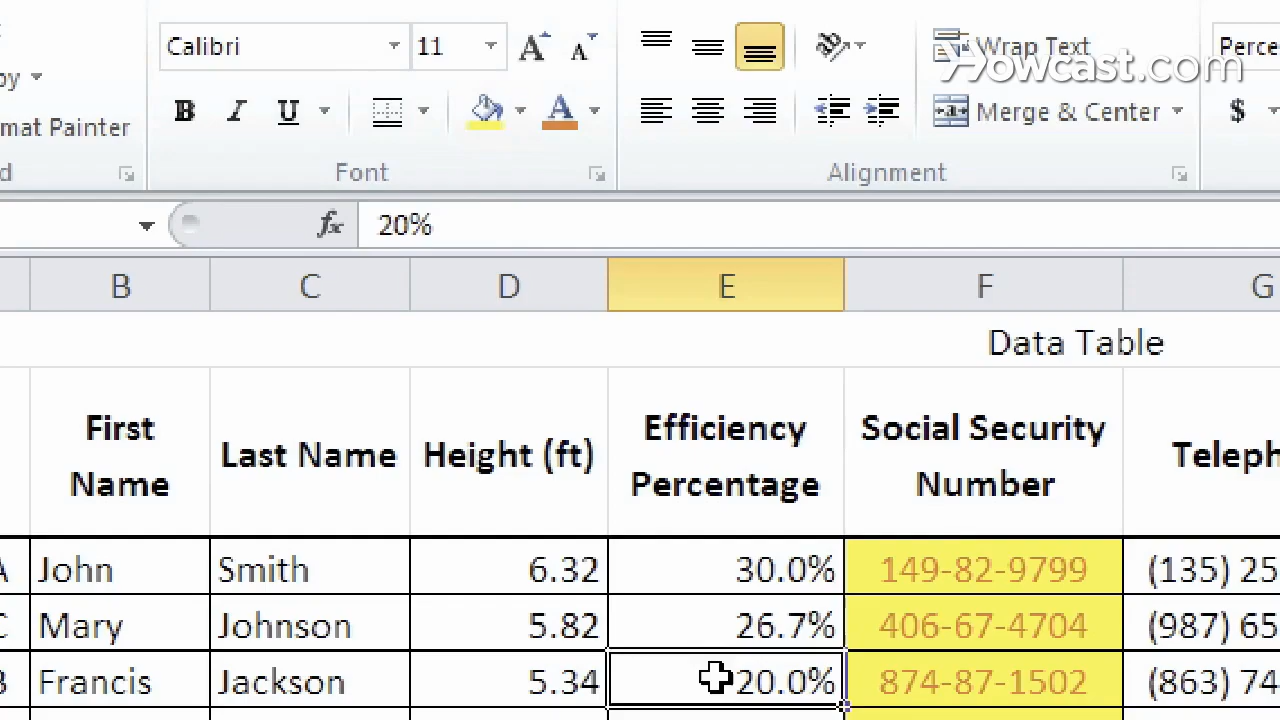 Calibri 11 A A Wrap Text Perce
Howcast.com
py
B I U A Merge & Center $
mat Painter
d Font Alignment
fx 20%
B C D E F G
Data Table
First Name Last Name Height (ft) Efficiency Percentage Social Security Number Teleph
A John Smith 6.32 30.0% 149-82-9799 (135) 25
C Mary Johnson 5.82 26.7% 406-67-4704 (987) 65
B Francis Jackson 5.34 20.0% 874-87-1502 (863) 74